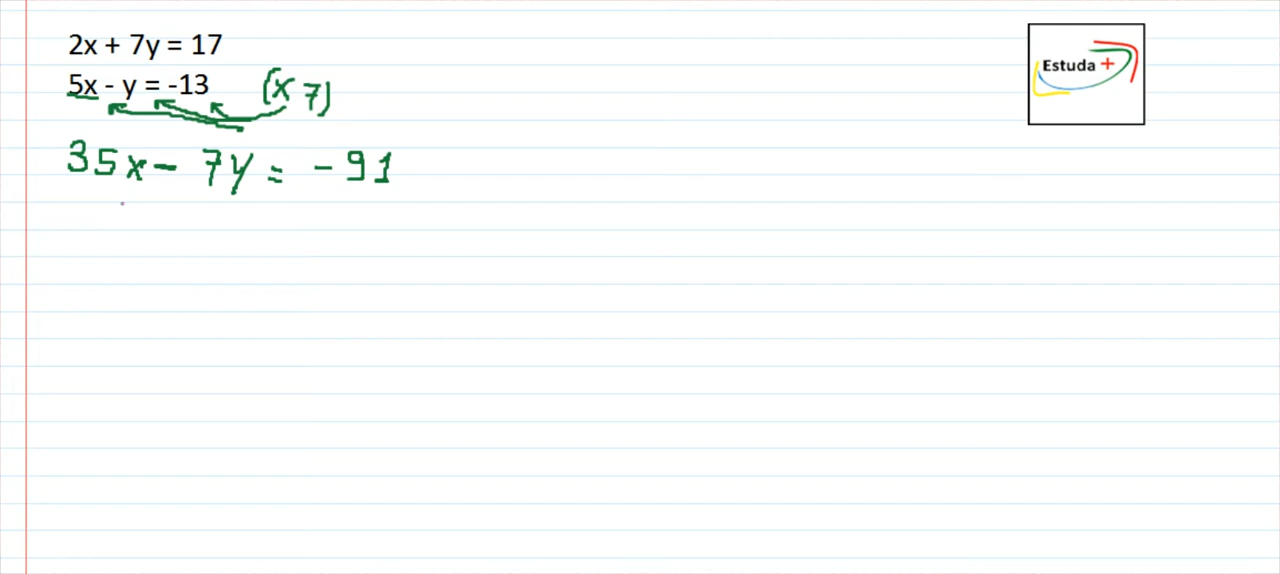 2x + 7y = 17
5x - y = -13 (x 7)
35x - 7y = -91
Estuda +